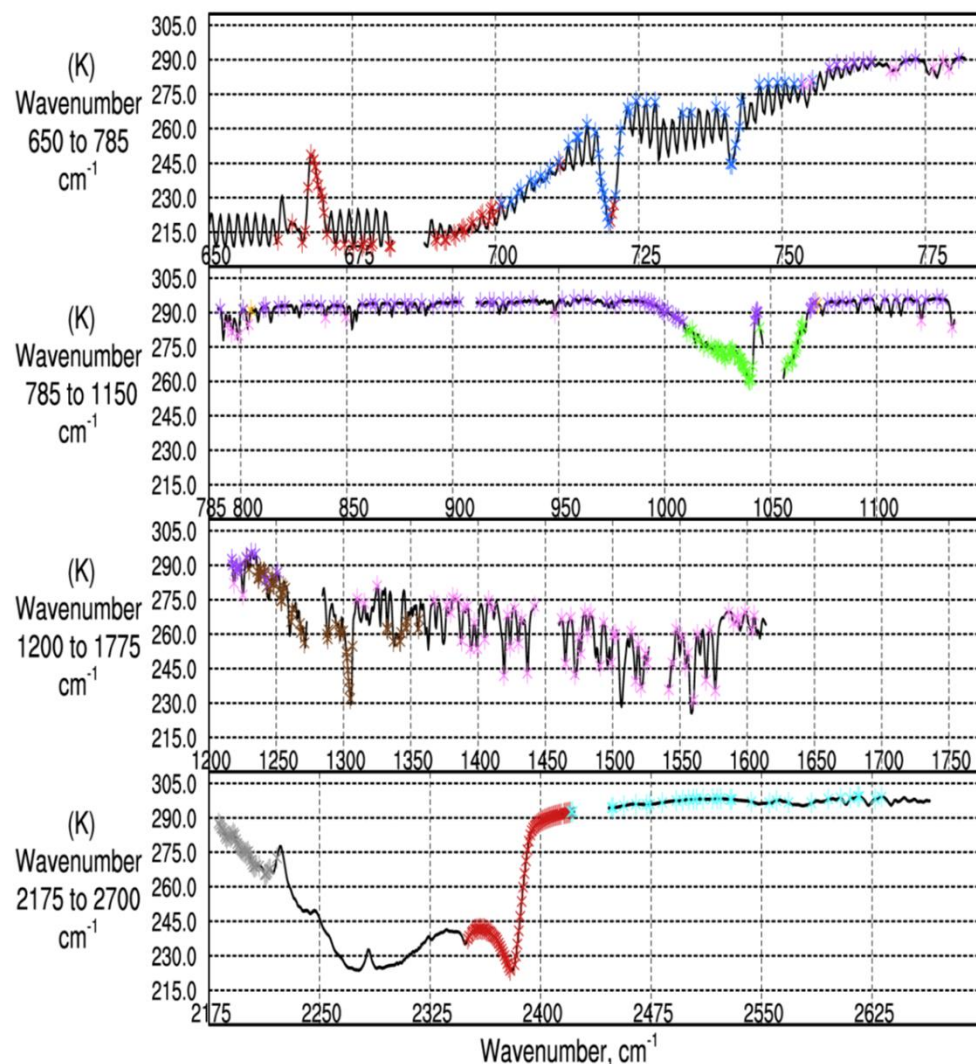 305.0
(K)
Wavenumber
650 to 785
cm-1
290.0
275.0
260.0
245.0
230.0
215.0
650 675 700 725 750 775
305.0
(K)
Wavenumber
785 to 1150
cm-1
290.0
275.0
260.0
245.0
230.0
215.0
785 800 850 900 950 1000 1050 1100
305.0
(K)
Wavenumber
1200 to 1775
cm-1
290.0
275.0
260.0
245.0
230.0
215.0
1200 1250 1300 1350 1400 1450 1500 1550 1600 1650 1700 1750
305.0
(K)
Wavenumber
2175 to 2700
cm-1
290.0
275.0
260.0
245.0
230.0
215.0
2175 2250 2325 2400 2475 2550 2625
Wavenumber, cm-1